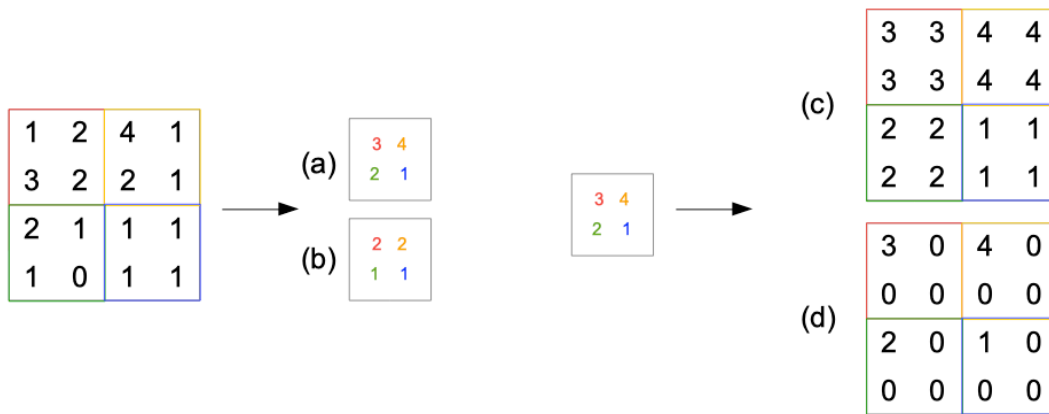 1 2 4 1
3 2 2 1
2 1 1 1
1 0 1 1
(a)
3 4
2 1
(b)
2 2
1 1
3 4
2 1
(c)
3 3 4 4
3 3 4 4
2 2 1 1
2 2 1 1
(d)
3 0 4 0
0 0 0 0
2 0 1 0
0 0 0 0